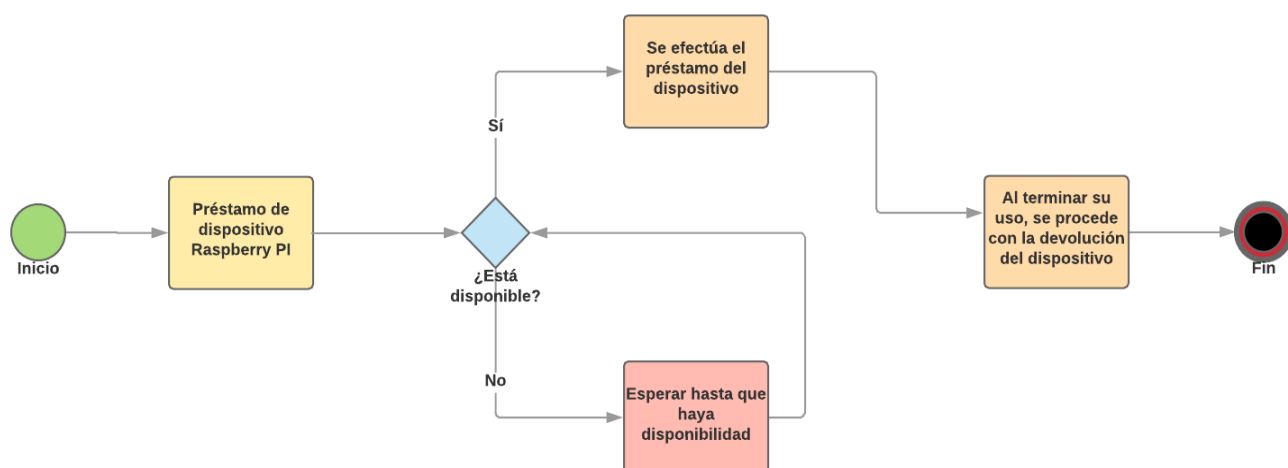 Inicio
Préstamo de
dispositivo
Raspberry PI
¿Está
disponible?
Sí
Se efectúa el
préstamo del
dispositivo
No
Esperar hasta que
haya
disponibilidad
Al terminar su
uso, se procede
con la devolución
del dispositivo
Fin